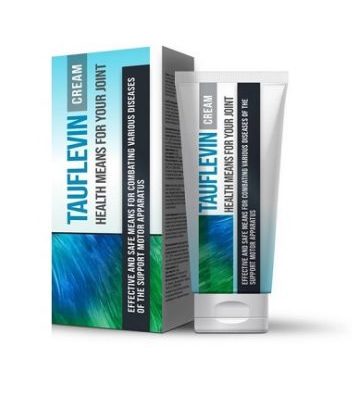 TAUFLEVIN CREAM
HEALTH MEANS FOR YOUR JOINT
EFFECTIVE AND SAFE MEANS FOR COMBATING VARIOUS DISEASES
OF THE SUPPORT MOTOR APPARATUS
TAUFLEVIN CREAM
HEALTH MEANS FOR YOUR JOINT
EFFECTIVE AND SAFE MEANS FOR COMBATING VARIOUS DISEASES OF THE
SUPPORT MOTOR APPARATUS